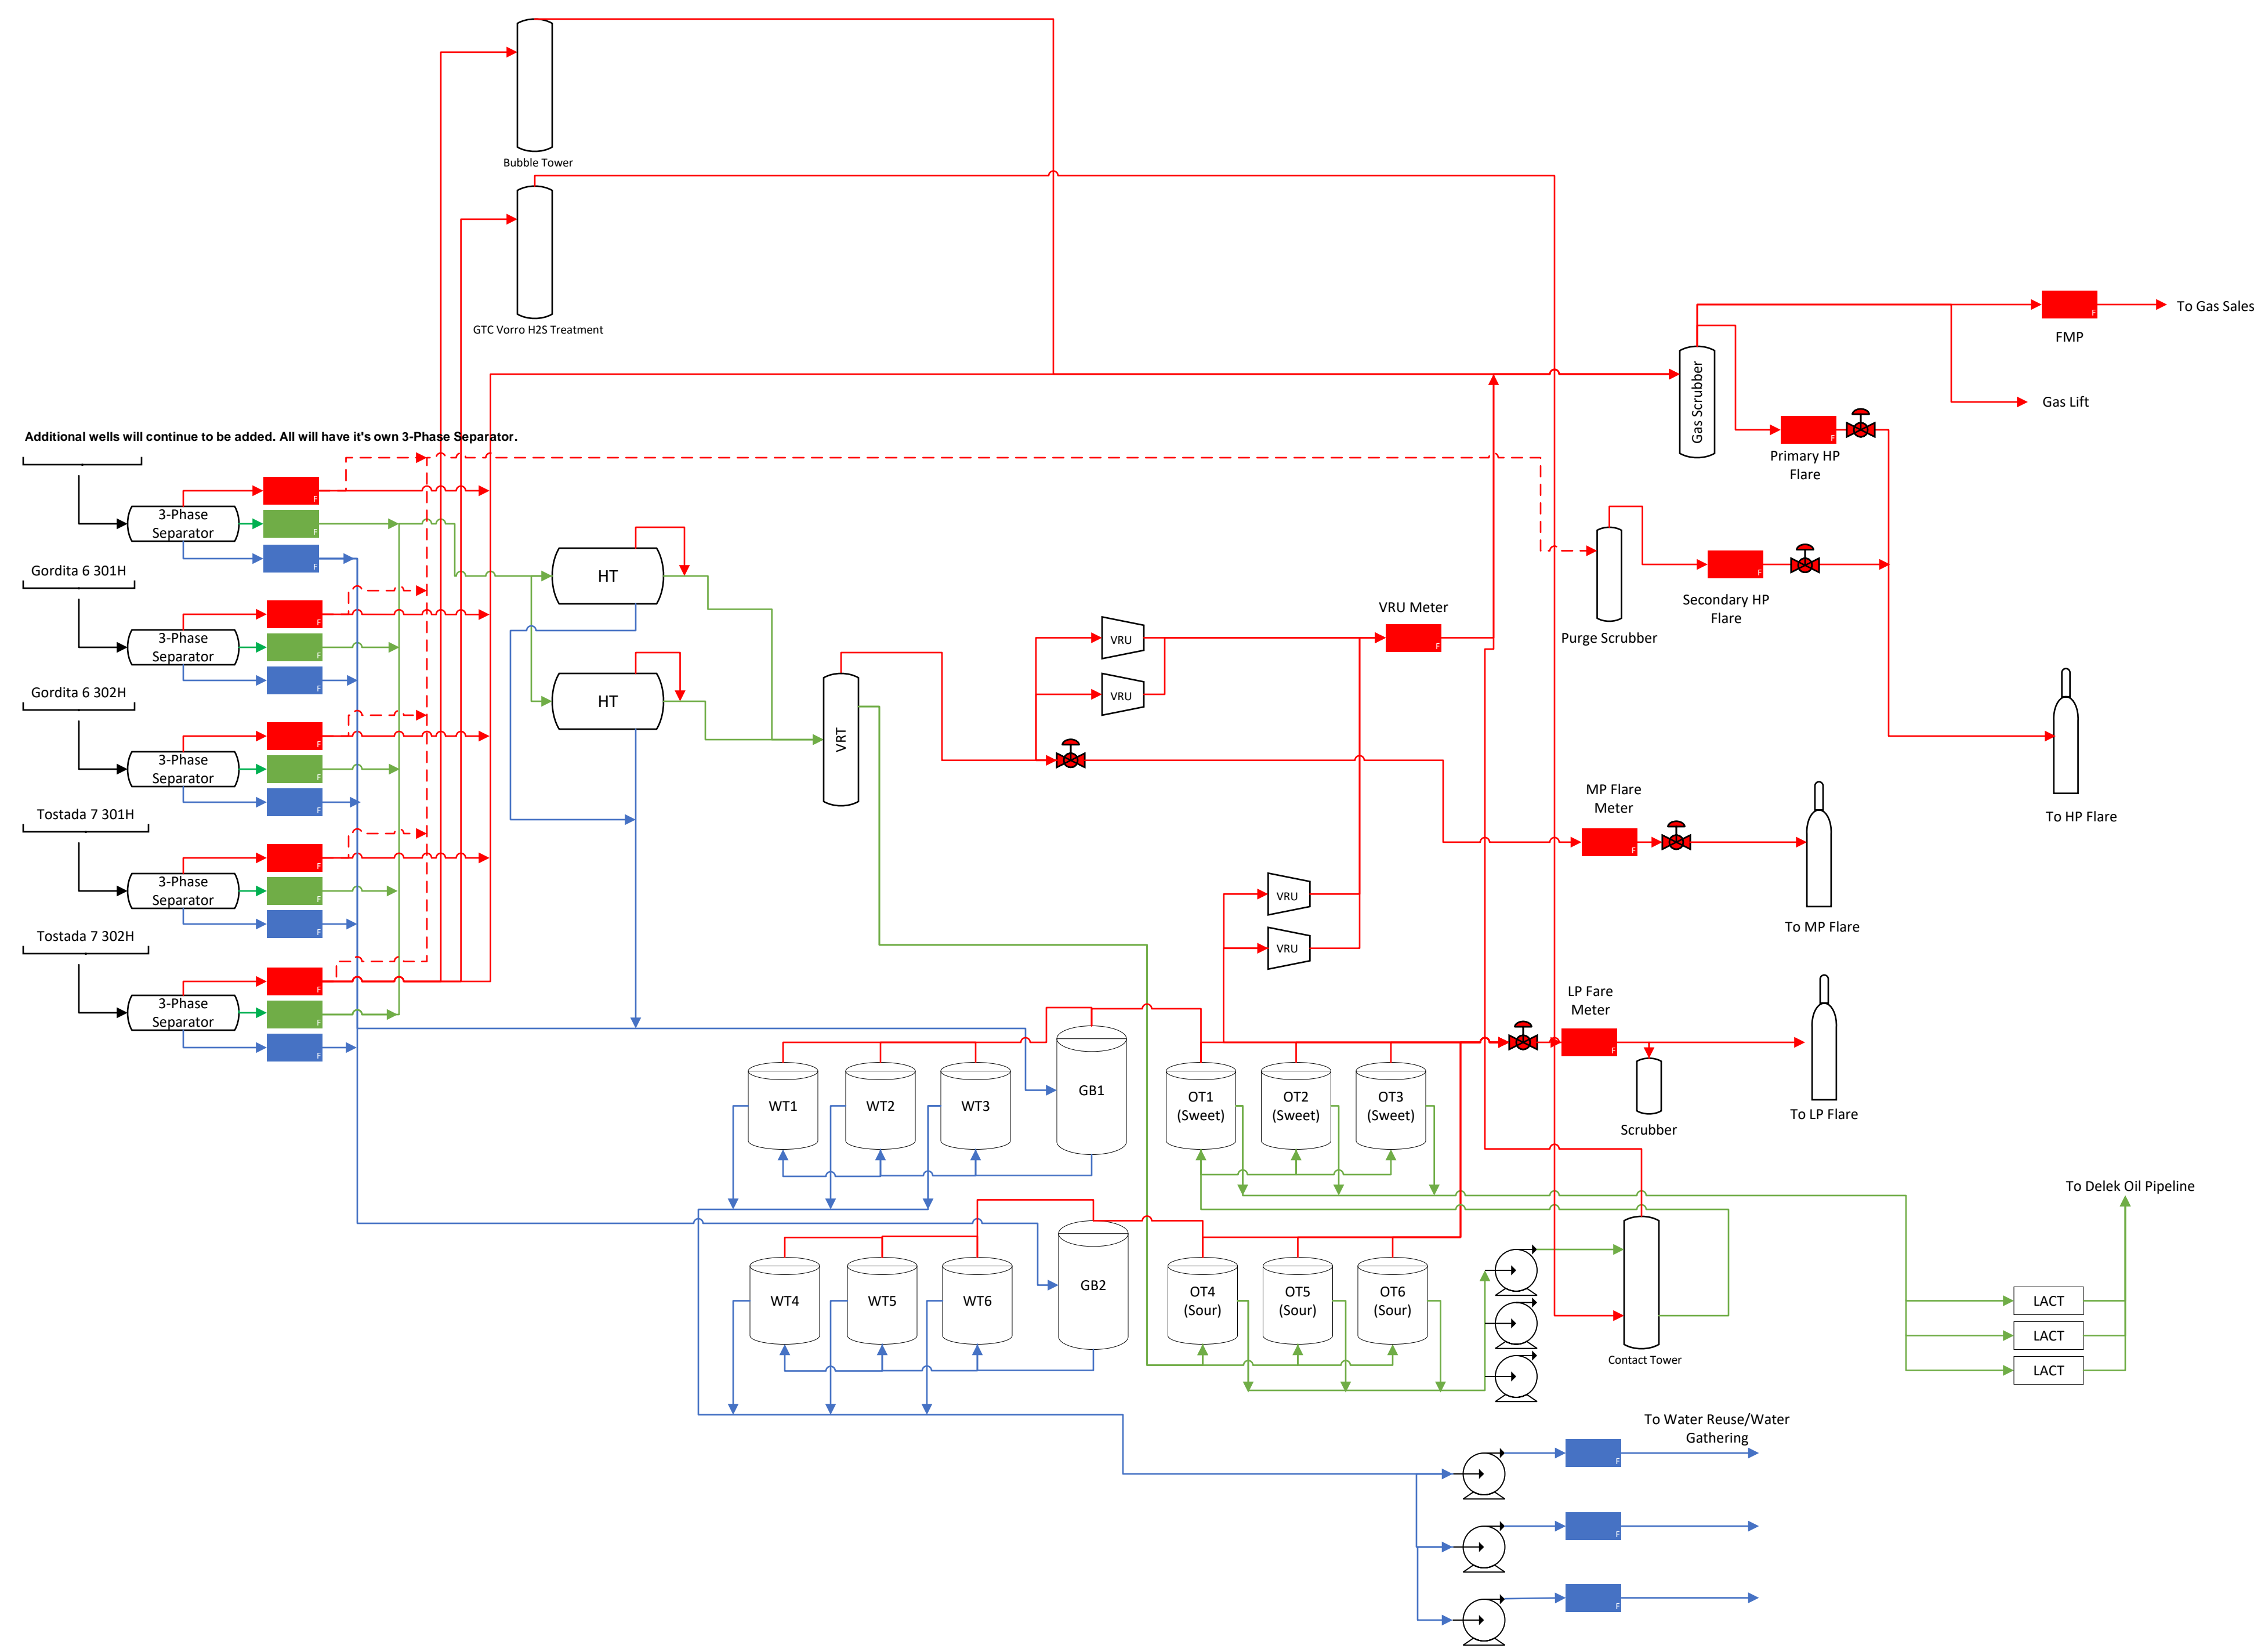 Bubble Tower
GTC Vorro H2S Treatment
To Gas Sales
F
FMP
Gas Scrubber
Gas Lift
Additional wells will continue to be added. All will have it's own 3-Phase Separator.
F
Primary HP
Flare
3-Phase
Separator
F
F
F
Gordita 6 301H
HT
F
Secondary HP
Flare
Purge Scrubber
VRU Meter
F
VRU
3-Phase
Separator
F
F
F
Gordita 6 302H
HT
VRU
VRT
3-Phase
Separator
F
F
F
MP Flare
Meter
F
To HP Flare
Tostada 7 301H
3-Phase
Separator
F
F
F
VRU
To MP Flare
Tostada 7 302H
VRU
3-Phase
Separator
F
F
F
LP Fare
Meter
F
WT1
WT2
WT3
GB1
OT1
(Sweet)
OT2
(Sweet)
OT3
(Sweet)
Scrubber
To LP Flare
To Delek Oil Pipeline
WT4
WT5
WT6
GB2
OT4
(Sour)
OT5
(Sour)
OT6
(Sour)
Contact Tower
LACT
LACT
LACT
To Water Reuse/Water
Gathering
F
F
F